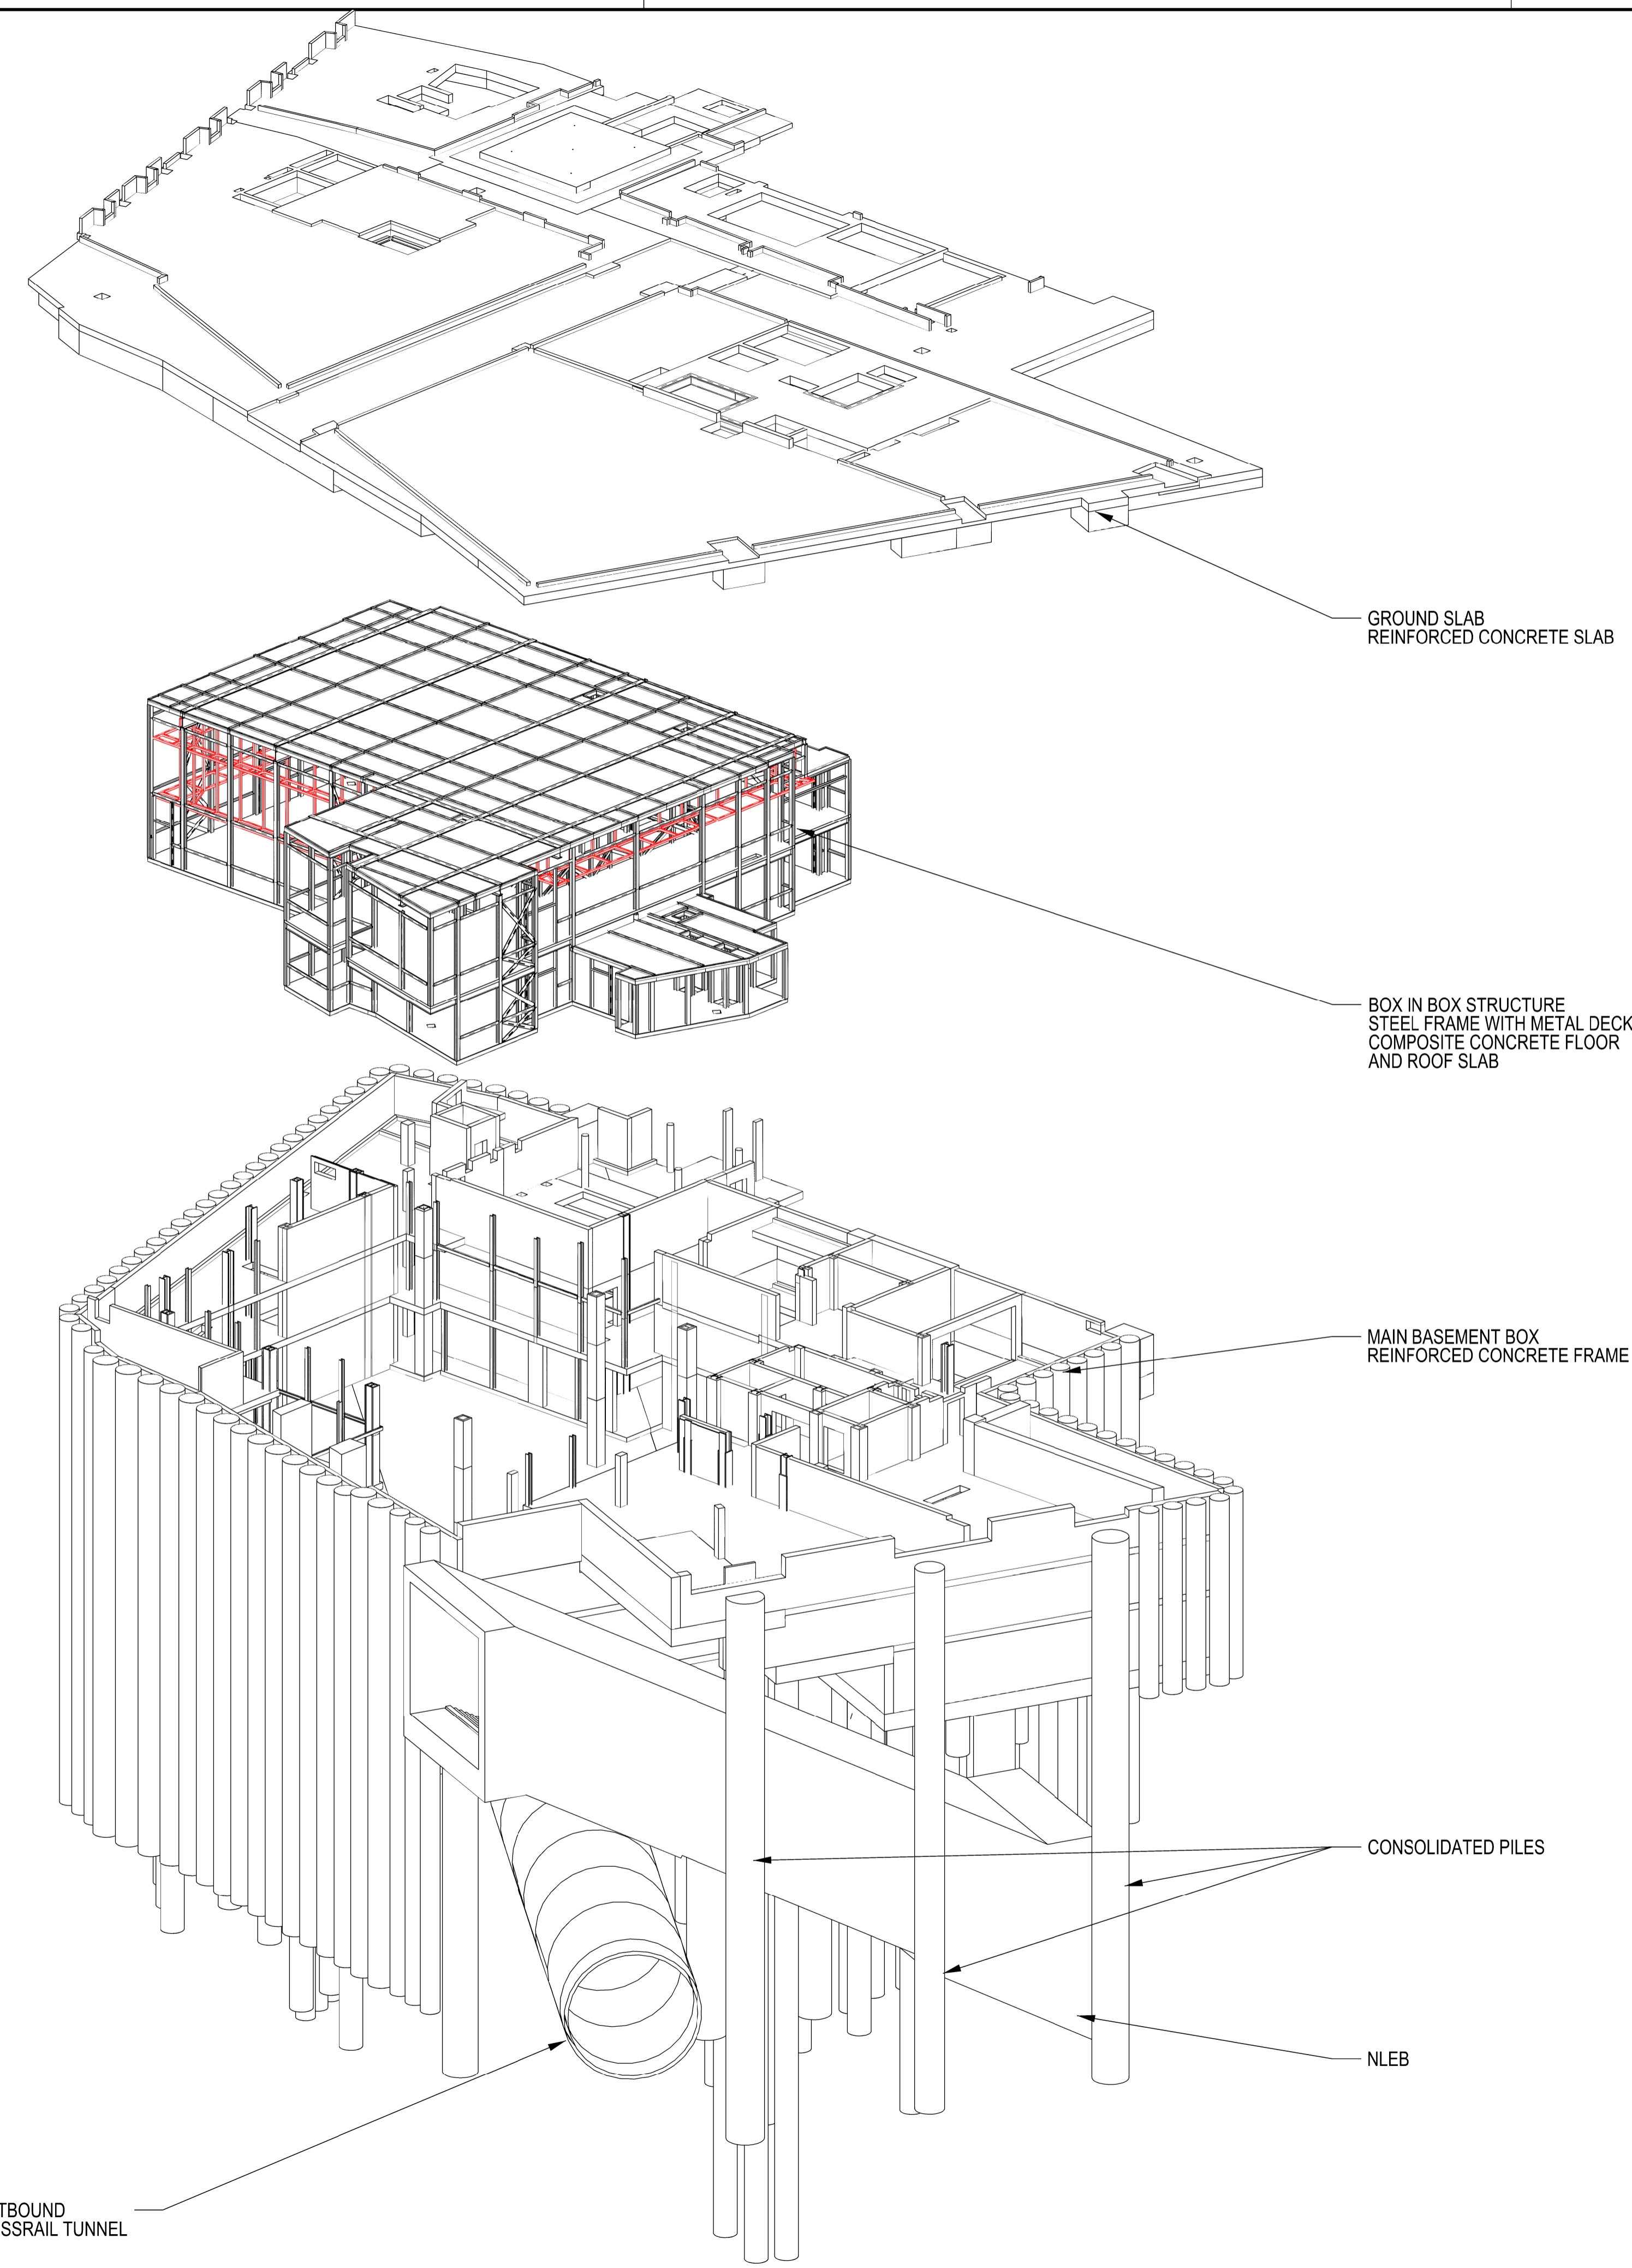 GROUND SLAB
REINFORCED CONCRETE SLAB
BOX IN BOX STRUCTURE
STEEL FRAME WITH METAL DECK
COMPOSITE CONCRETE FLOOR
AND ROOF SLAB
MAIN BASEMENT BOX
REINFORCED CONCRETE FRAME
CONSOLIDATED PILES
NLEB
TBOUND
SSRAIL TUNNEL